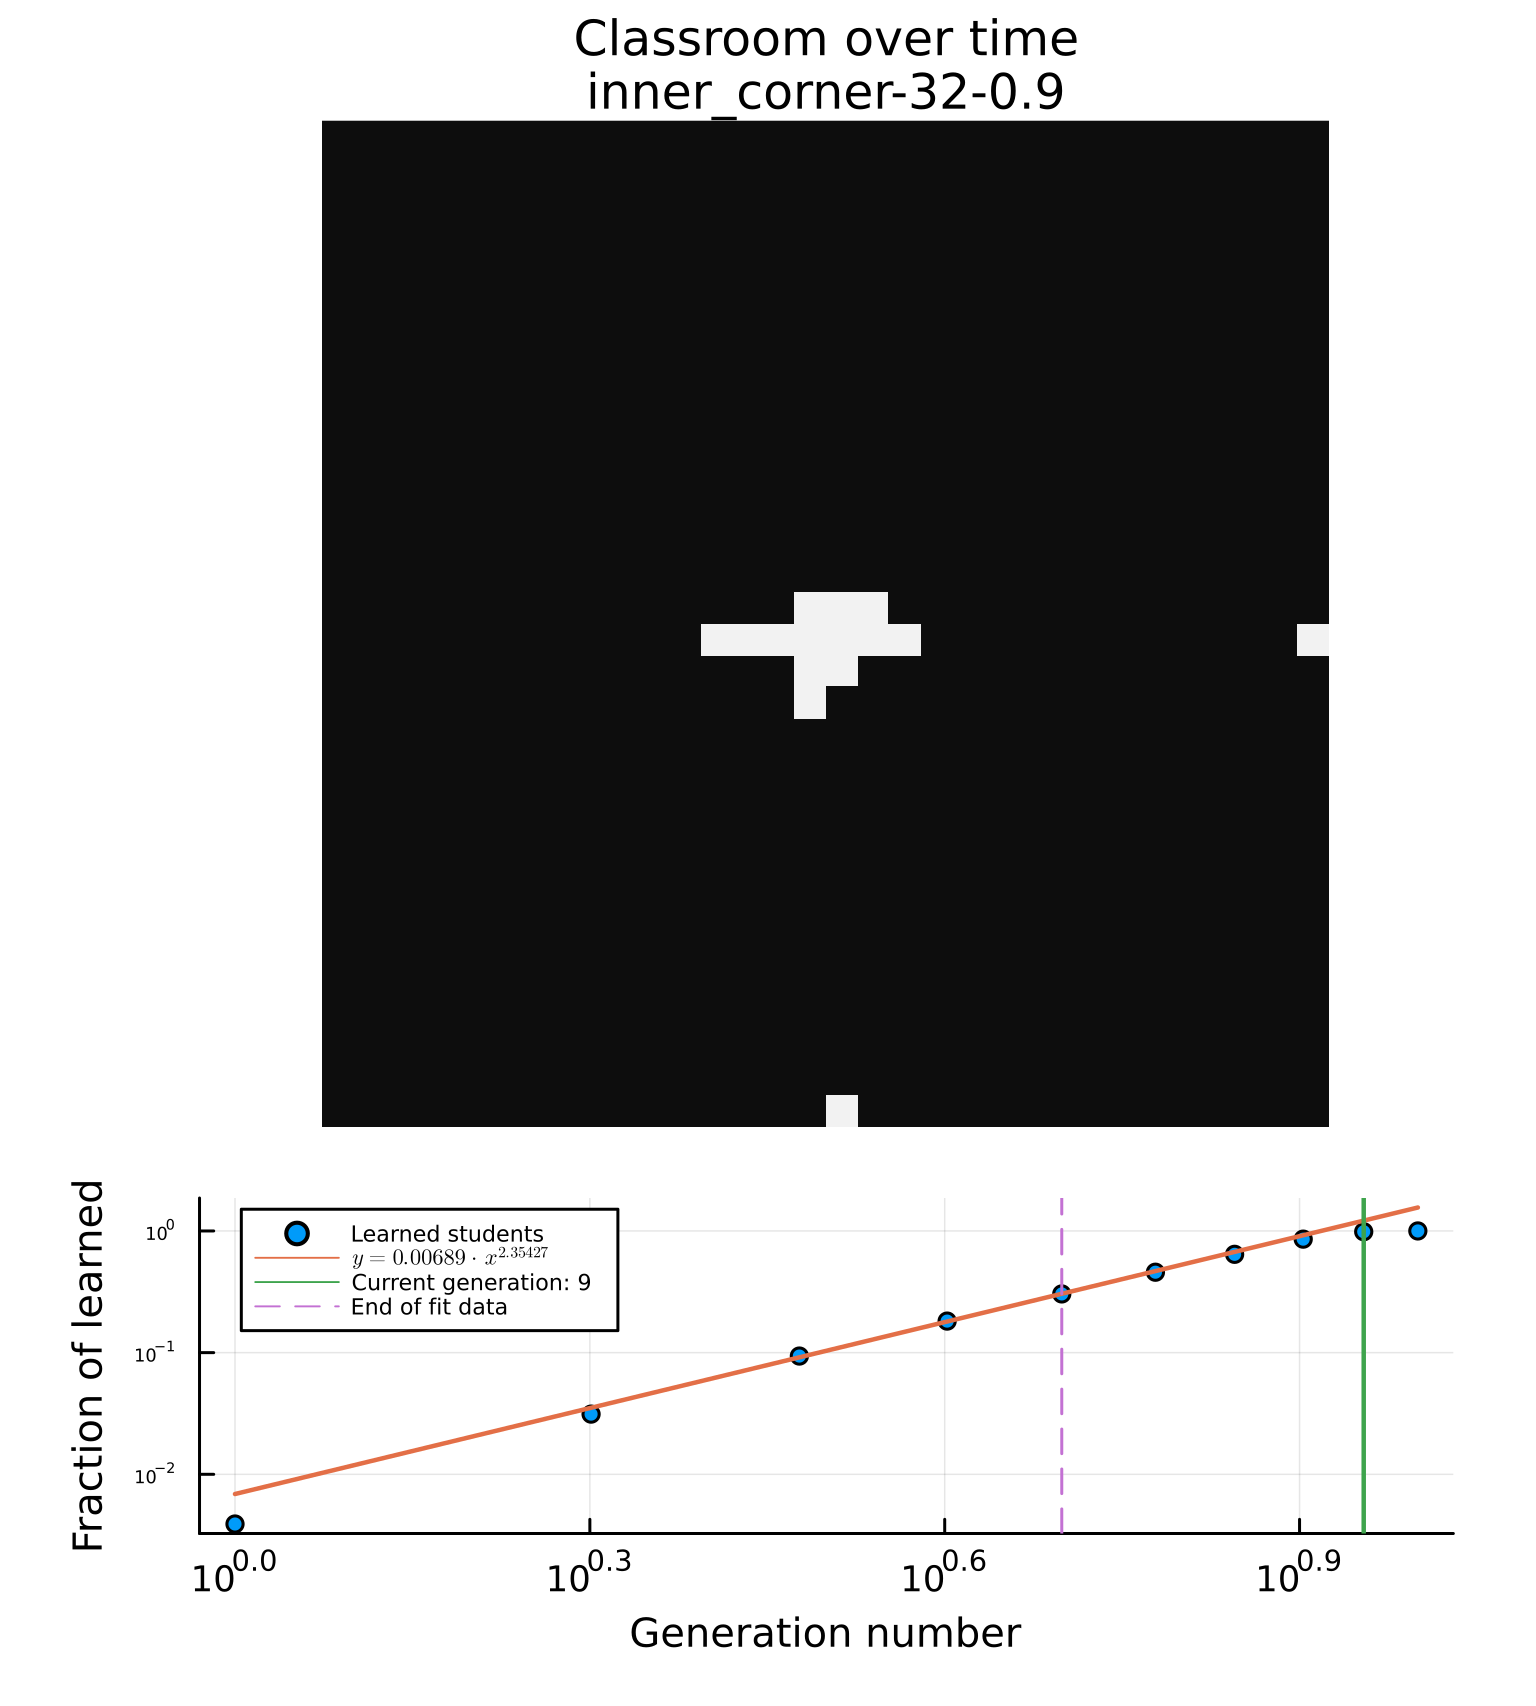 Classroom over time
inner_corner-32-0.9
Fraction of learned
10^0
10^−1
10^−2
Learned students
y = 0.00689 · x^2.35427
Current generation: 9
End of fit data
10^0.0 10^0.3 10^0.6 10^0.9
Generation number